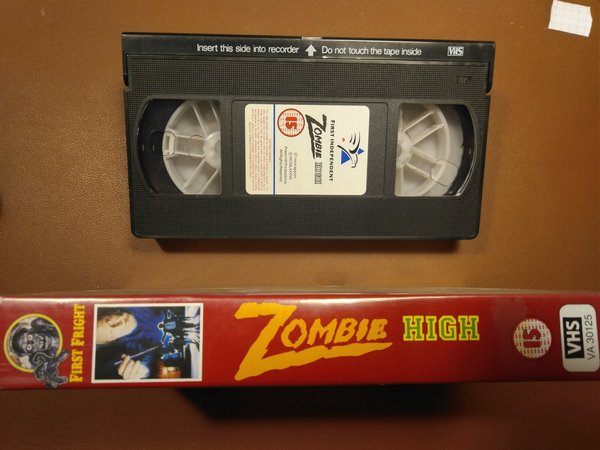 Insert this side into recorder
Do not touch the tape inside
VHS
FIRST INDEPENDENT
ZOMBIE HIGH
15
FIRST FRIGHT
ZOMBIE HIGH
15
VHS
VA 30125